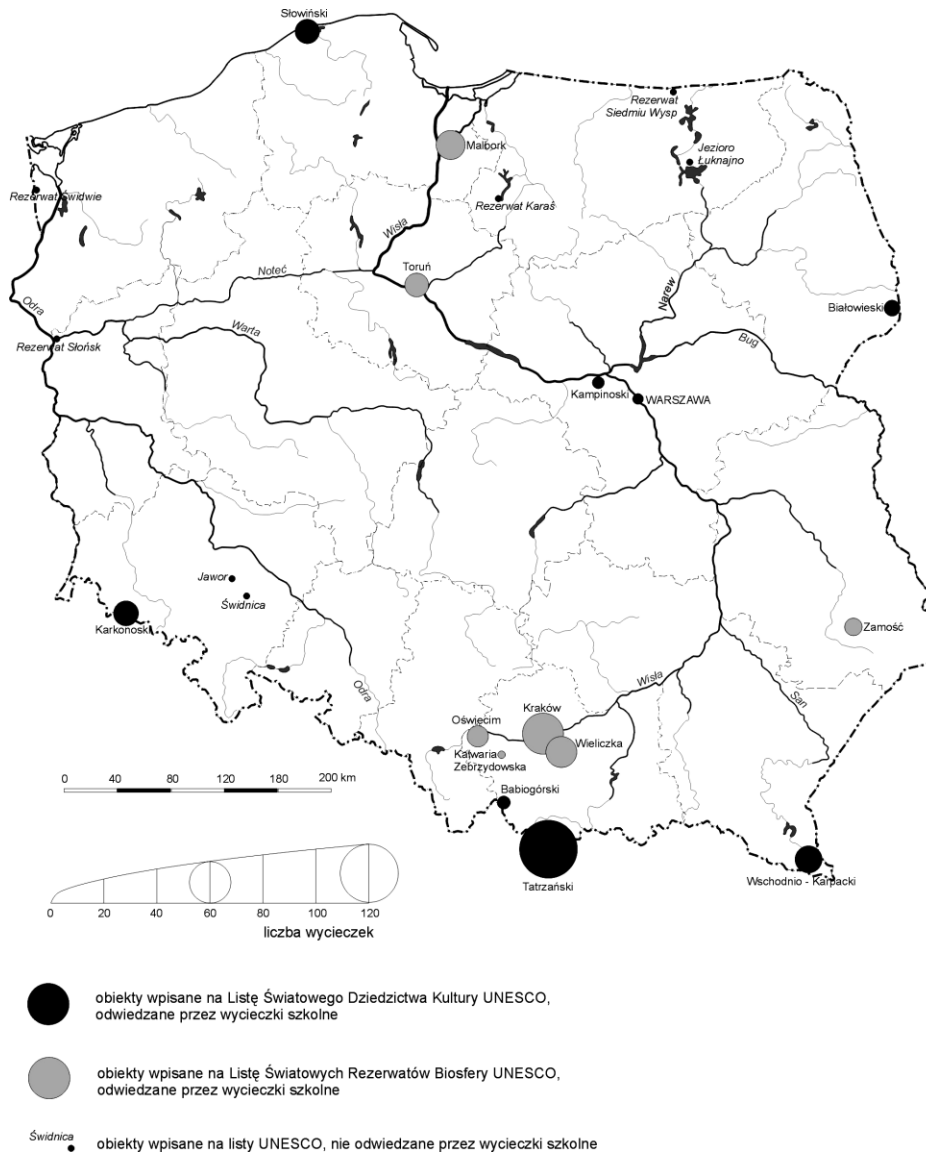 Słowiński
Malbork
Rezerwat
Siedmiu Wysp
Jezioro
Łuknajno
Rezerwat Świdwie
Rezerwat Karaś
Wisła
Noteć
Toruń
Odra
Narew
Białowieski
Rezerwat Słońsk
Warta
Bug
Kampinoski
WARSZAWA
Jawor
Świdnica
Karkonoski
Zamość
Odra
Wisła
San
Kraków
Oświęcim
Wieliczka
Kalwaria
Zebrzydowska
Babiogórski
Tatrzański
Wschodnio - Karpacki
0 40 80 120 180 200 km
0 20 40 60 80 100 120
liczba wycieczek
obiekty wpisane na Listę Światowego Dziedzictwa Kultury UNESCO,
odwiedzane przez wycieczki szkolne
obiekty wpisane na Listę Światowych Rezerwatów Biosfery UNESCO,
odwiedzane przez wycieczki szkolne
Świdnica
obiekty wpisane na listy UNESCO, nie odwiedzane przez wycieczki szkolne